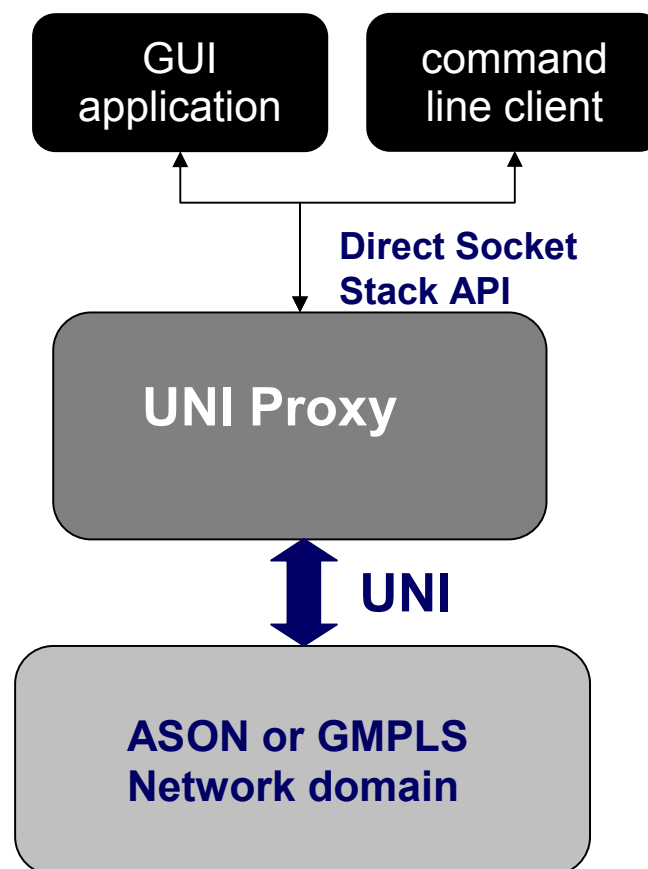 GUI
application
command
line client
Direct Socket
Stack API
UNI Proxy
UNI
ASON or GMPLS
Network domain